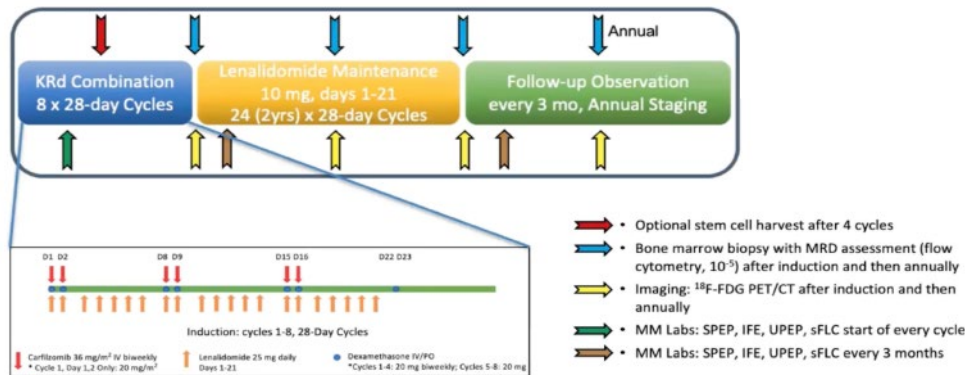 Annual
KRd Combination
8 x 28-day Cycles
Lenalidomide Maintenance
10 mg, days 1-21
24 (2yrs) x 28-day Cycles
Follow-up Observation
every 3 mo, Annual Staging
• Optional stem cell harvest after 4 cycles
• Bone marrow biopsy with MRD assessment (flow
cytometry, 10⁻⁵) after induction and then annually
• Imaging: ¹⁸F-FDG PET/CT after induction and then
annually
• MM Labs: SPEP, IFE, UPEP, sFLC start of every cycle
• MM Labs: SPEP, IFE, UPEP, sFLC every 3 months
D1 D2 D8 D9 D15 D16 D22 D23
Induction: cycles 1-8, 28-Day Cycles
Carfilzomib 36 mg/m² IV biweekly
* Cycle 1, Day 1,2 Only: 20 mg/m²
Lenalidomide 25 mg daily
Days 1-21
Dexamethasone IV/PO
*Cycles 1-4: 20 mg biweekly; Cycles 5-8: 20 mg